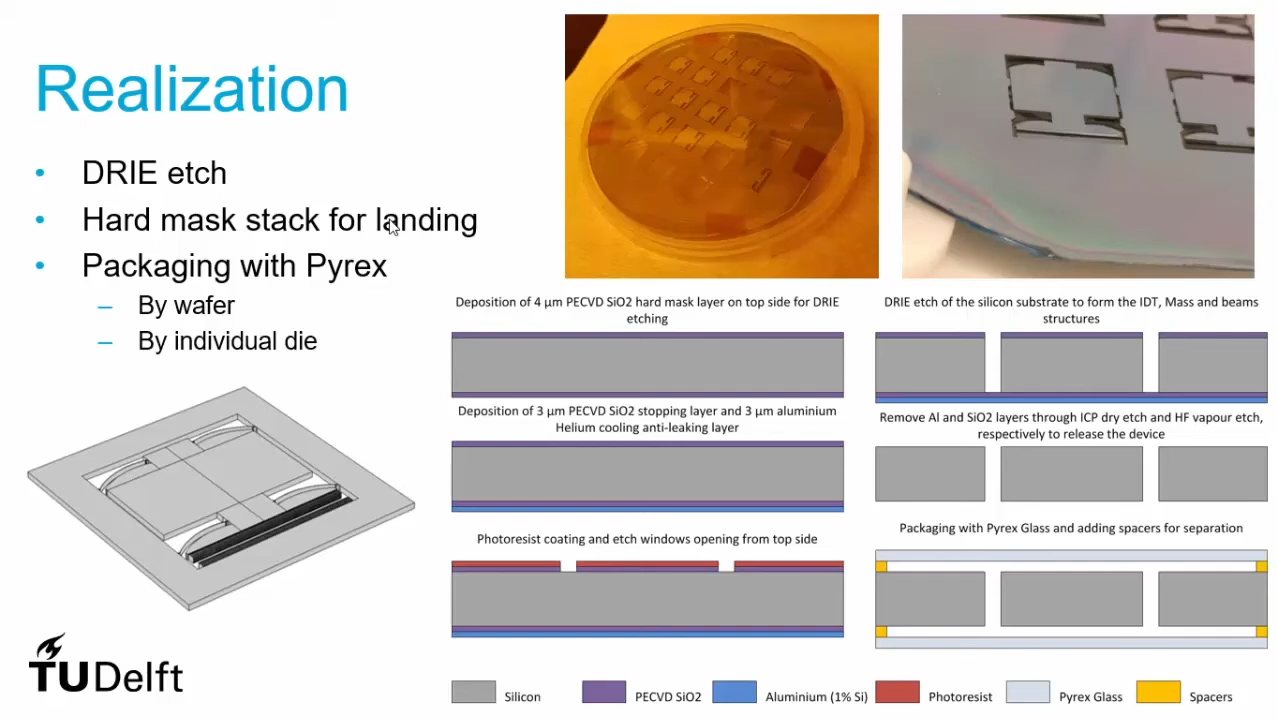 Realization
• DRIE etch
• Hard mask stack for landing
• Packaging with Pyrex
– By wafer
– By individual die
TUDelft
Deposition of 4 µm PECVD SiO2 hard mask layer on top side for DRIE
etching
Deposition of 3 µm PECVD SiO2 stopping layer and 3 µm aluminium
Helium cooling anti-leaking layer
Photoresist coating and etch windows opening from top side
DRIE etch of the silicon substrate to form the IDT, Mass and beams
structures
Remove Al and SiO2 layers through ICP dry etch and HF vapour etch,
respectively to release the device
Packaging with Pyrex Glass and adding spacers for separation
Silicon
PECVD SiO2
Aluminium (1% Si)
Photoresist
Pyrex Glass
Spacers